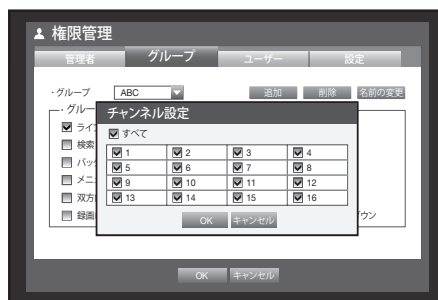 権限管理
管理者 グループ ユーザー 設定
・グループ ABC 追加 削除 名前の変更
・グルー
ライ
チャンネル設定
すべて
検索
1 2 3 4
バッ
5 6 7 8
メニ
9 10 11 12
双方
13 14 15 16
録画
OK キャンセル
ウン
OK キャンセル